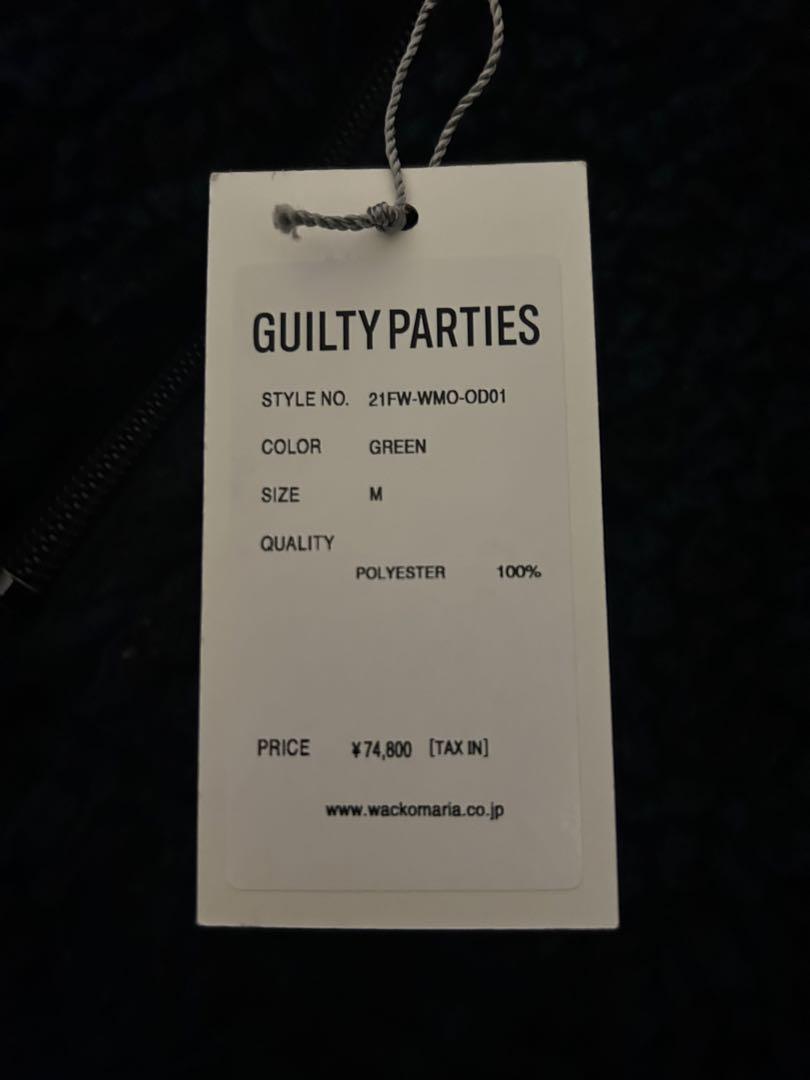 GUILTY PARTIES
STYLE NO. 21FW-WMO-OD01
COLOR GREEN
SIZE M
QUALITY
POLYESTER 100%
PRICE ¥74,800 [TAX IN]
www.wackomaria.co.jp